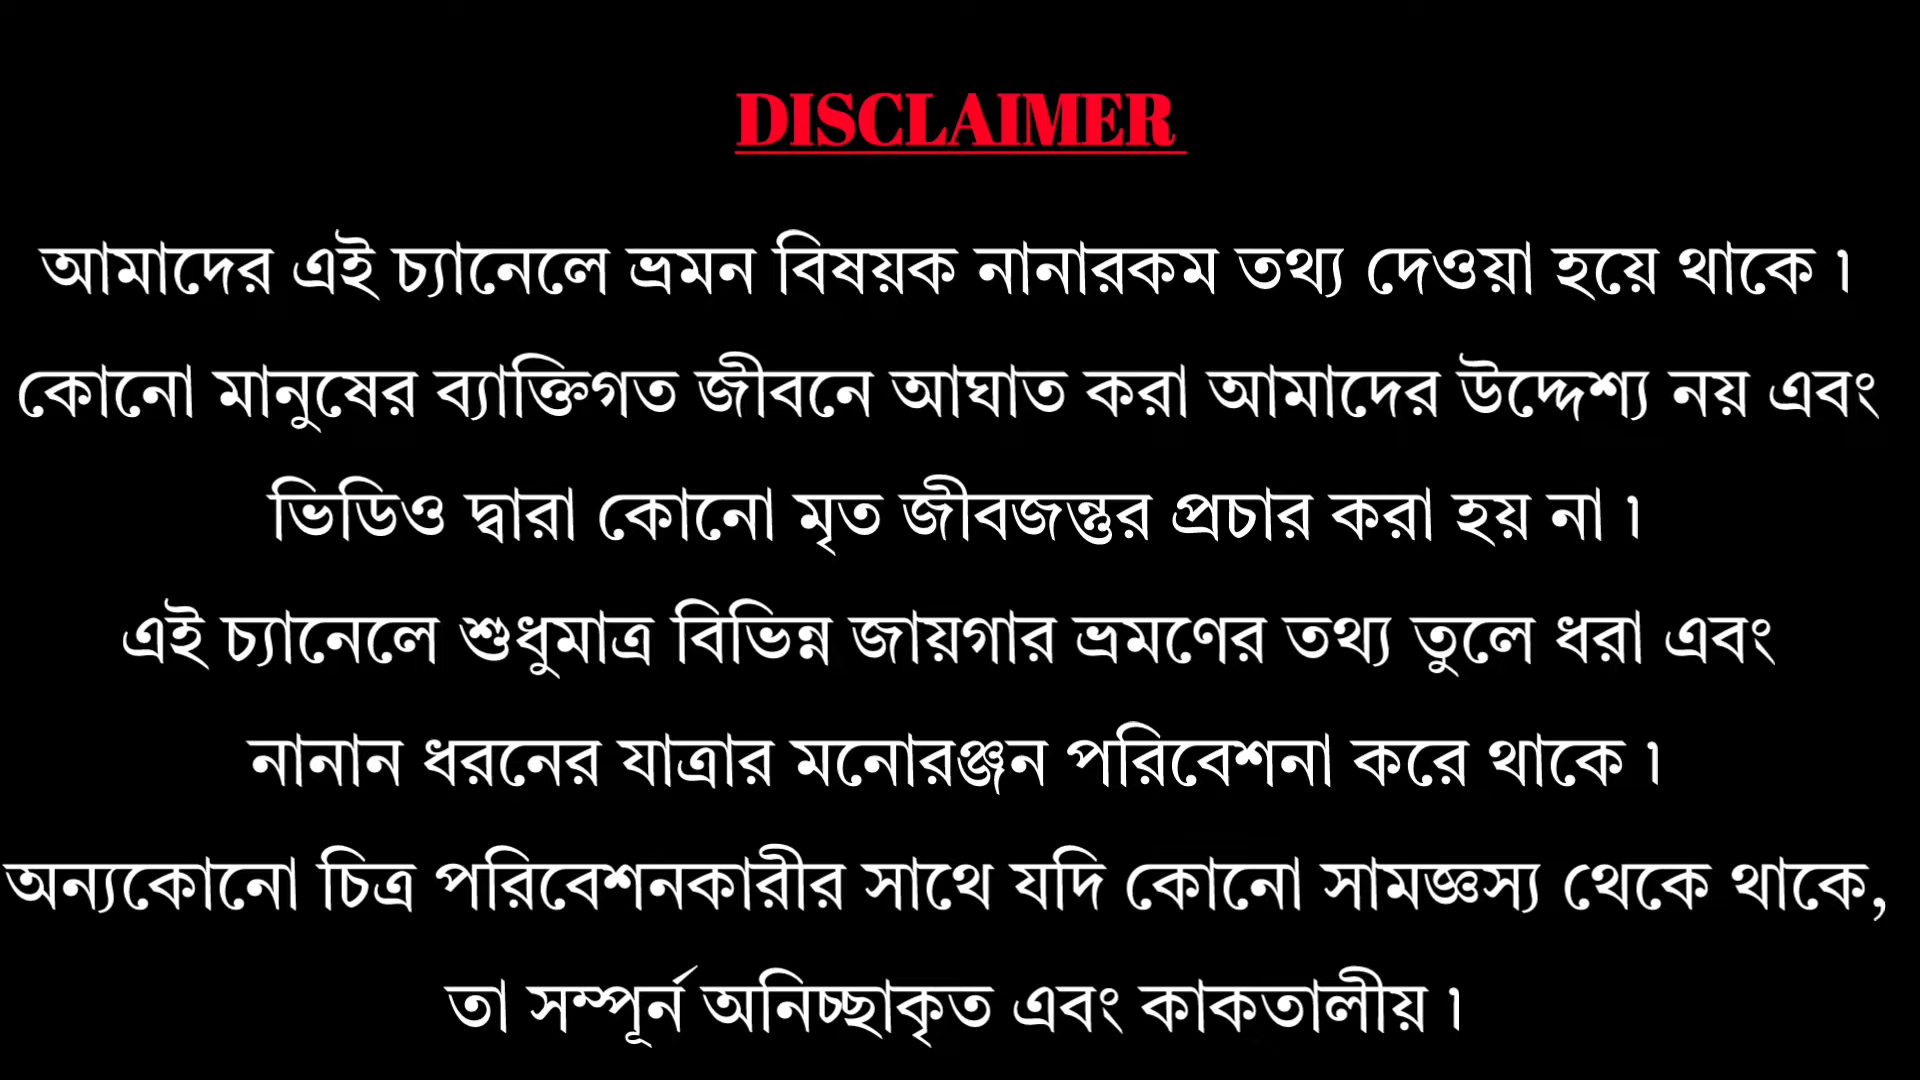 DISCLAIMER
আমাদের এই চ্যানেলে ভ্রমন বিষয়ক নানারকম তথ্য দেওয়া হয়ে থাকে ৷
কোনো মানুষের ব্যাক্তিগত জীবনে আঘাত করা আমাদের উদ্দেশ্য নয় এবং
ভিডিও দ্বারা কোনো মৃত জীবজন্তুর প্রচার করা হয় না ৷
এই চ্যানেলে শুধুমাত্র বিভিন্ন জায়গার ভ্রমণের তথ্য তুলে ধরা এবং
নানান ধরনের যাত্রার মনোরঞ্জন পরিবেশনা করে থাকে ৷
অন্যকোনো চিত্র পরিবেশনকারীর সাথে যদি কোনো সামজ্ঞস্য থেকে থাকে,
তা সম্পূর্ন অনিচ্ছাকৃত এবং কাকতালীয় ৷